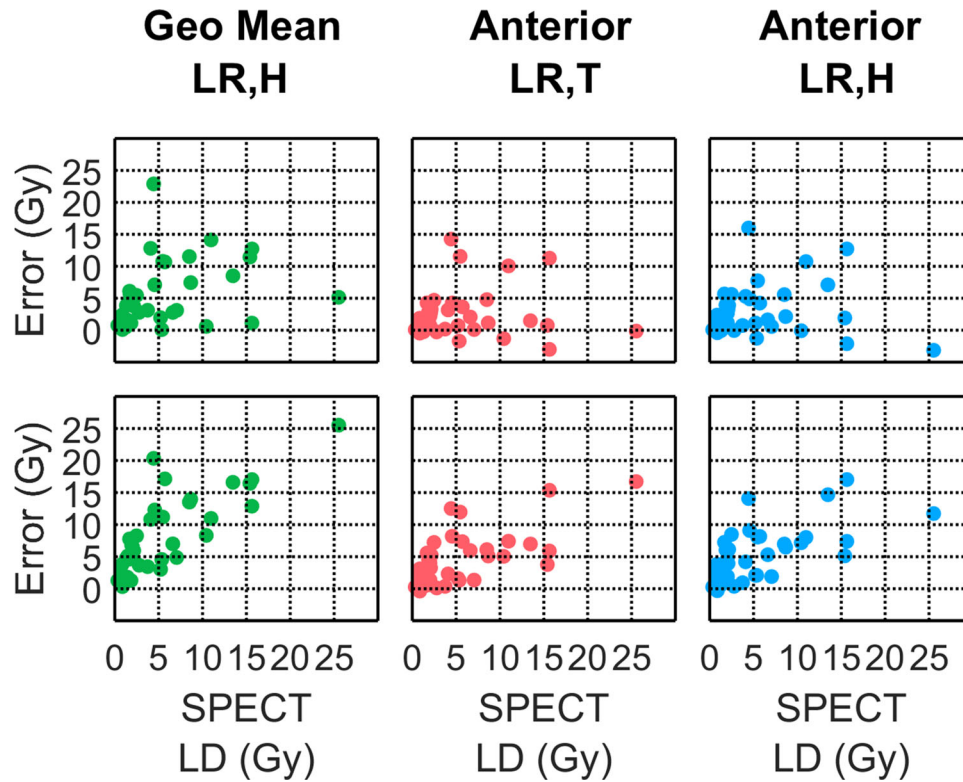 Geo Mean Anterior Anterior
LR,H LR,T LR,H
Error (Gy)
25
20
15
10
5
0
Error (Gy)
25
20
15
10
5
0
0 5 10 15 20 25 0 5 10 15 20 25 0 5 10 15 20 25
SPECT SPECT SPECT
LD (Gy) LD (Gy) LD (Gy)